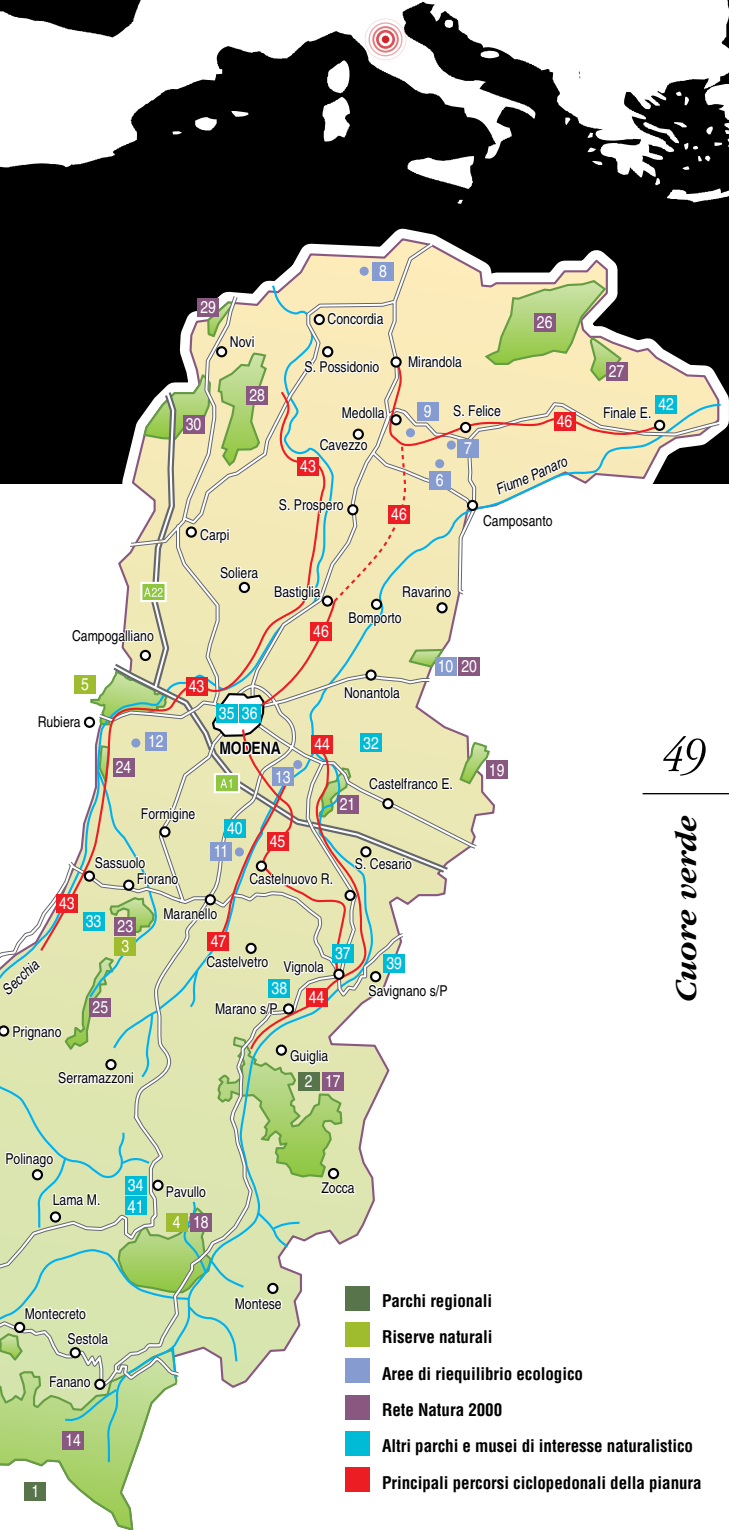 8
29
Concordia
26
Novi
S. Possidonio
Mirandola
27
28
9
42
Medolla
S. Felice
46
Finale E.
30
Cavezzo
7
43
6
Fiume Panaro
S. Prospero
46
Camposanto
Carpi
Soliera
A22
Bastiglia
Ravarino
Bomporto
Campogalliano
46
10 20
5
43
Nonantola
35 36
Rubiera
12
MODENA
44
32
49
24
13
19
A1
Castelfranco E.
21
Formigine
40
45
11
S. Cesario
Sassuolo
Fiorano
Castelnuovo R.
43
Maranello
33
23
3
47
Castelvetro
37
39
Secchia
Vignola
38
44
Savignano s/P
25
Marano s/P
Prignano
Guiglia
Serramazzoni
2 17
Cuore verde
Polinago
34
41
Pavullo
Zocca
Lama M.
4 18
Montese
Montecreto
Sestola
Fanano
14
1
Parchi regionali
Riserve naturali
Aree di riequilibrio ecologico
Rete Natura 2000
Altri parchi e musei di interesse naturalistico
Principali percorsi ciclopedonali della pianura